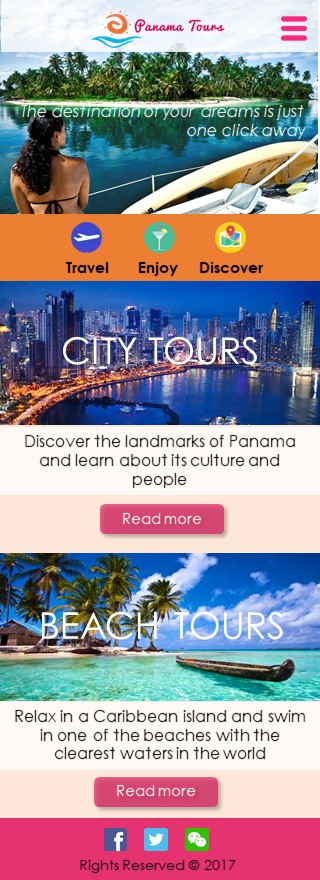 Panama Tours
The destination of your dreams is just
one click away
Travel Enjoy Discover
CITY TOURS
Discover the landmarks of Panama
and learn about its culture and
people
Read more
BEACH TOURS
Relax in a Caribbean island and swim
in one of the beaches with the
clearest waters in the world
Read more
Rights Reserved © 2017